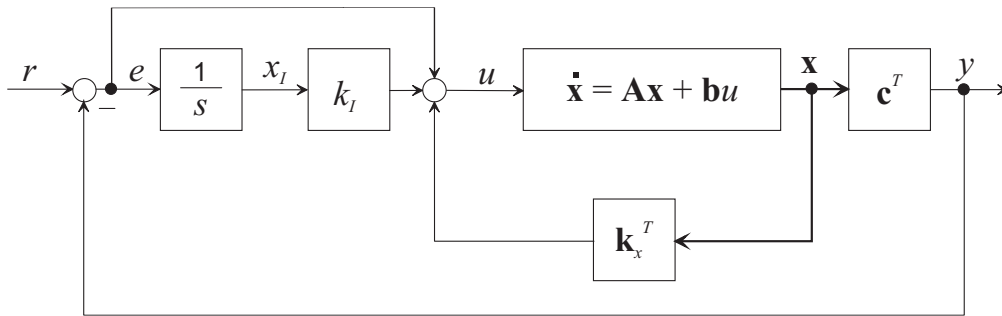 r
−
e
1
s
x_I
k_I
u
ẋ = Ax + bu
x
c^T
y
k_x^T